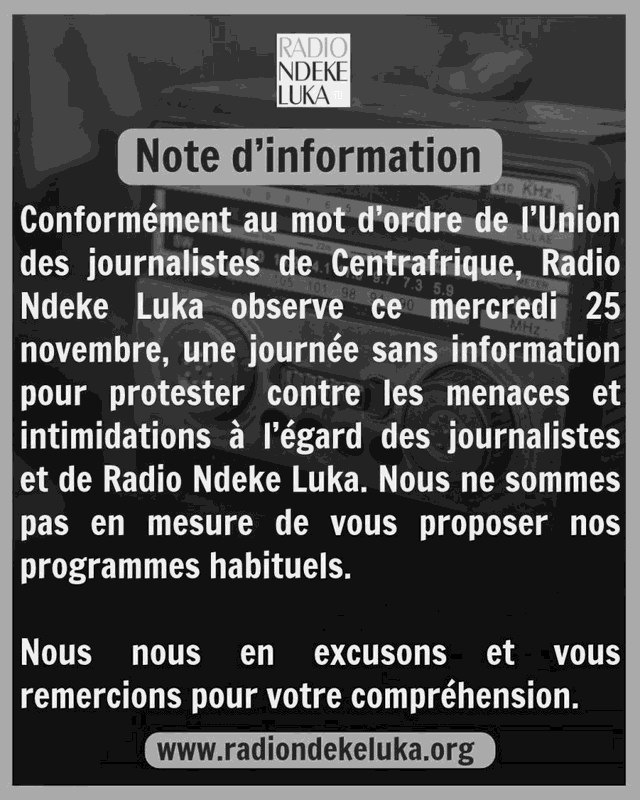 RADIO
NDEKE
LUKA
Note d'information
Conformément au mot d'ordre de l'Union
des journalistes de Centrafrique, Radio
Ndeke Luka observe ce mercredi 25
novembre, une journée sans information
pour protester contre les menaces et
intimidations à l'égard des journalistes
et de Radio Ndeke Luka. Nous ne sommes
pas en mesure de vous proposer nos
programmes habituels.
Nous nous en excusons et vous
remercions pour votre compréhension.
www.radiondekeluka.org